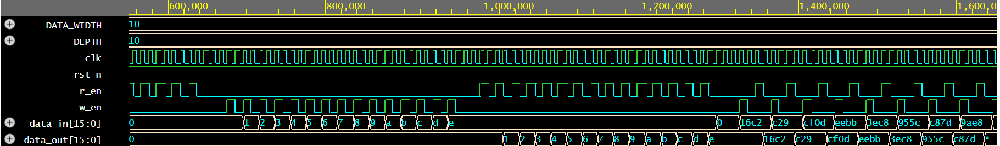 600,000 800,000 1,000,000 1,200,000 1,400,000 1,600,0
DATA_WIDTH 10
DEPTH 10
clk
rst_n
r_en
w_en
data_in[15:0] 0 1 2 3 4 5 6 7 8 9 a b c d e 0 16c2 c29 cf0d eebb 3ec8 955c c87d 9ae8
data_out[15:0] 0 1 2 3 4 5 6 7 8 9 a b c d e 16c2 c29 cf0d eebb 3ec8 955c c87d *